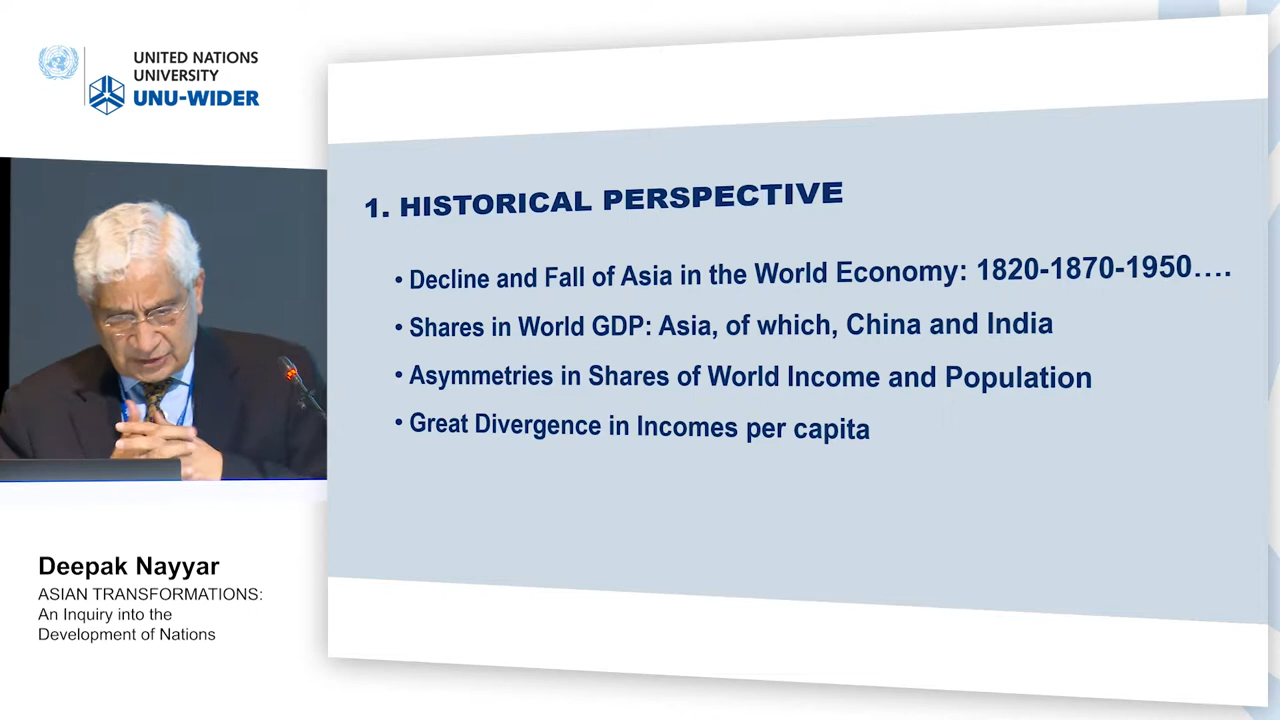 UNITED NATIONS
UNIVERSITY
UNU-WIDER
1. HISTORICAL PERSPECTIVE
• Decline and Fall of Asia in the World Economy: 1820-1870-1950….
• Shares in World GDP: Asia, of which, China and India
• Asymmetries in Shares of World Income and Population
• Great Divergence in Incomes per capita
Deepak Nayyar
ASIAN TRANSFORMATIONS:
An Inquiry into the
Development of Nations